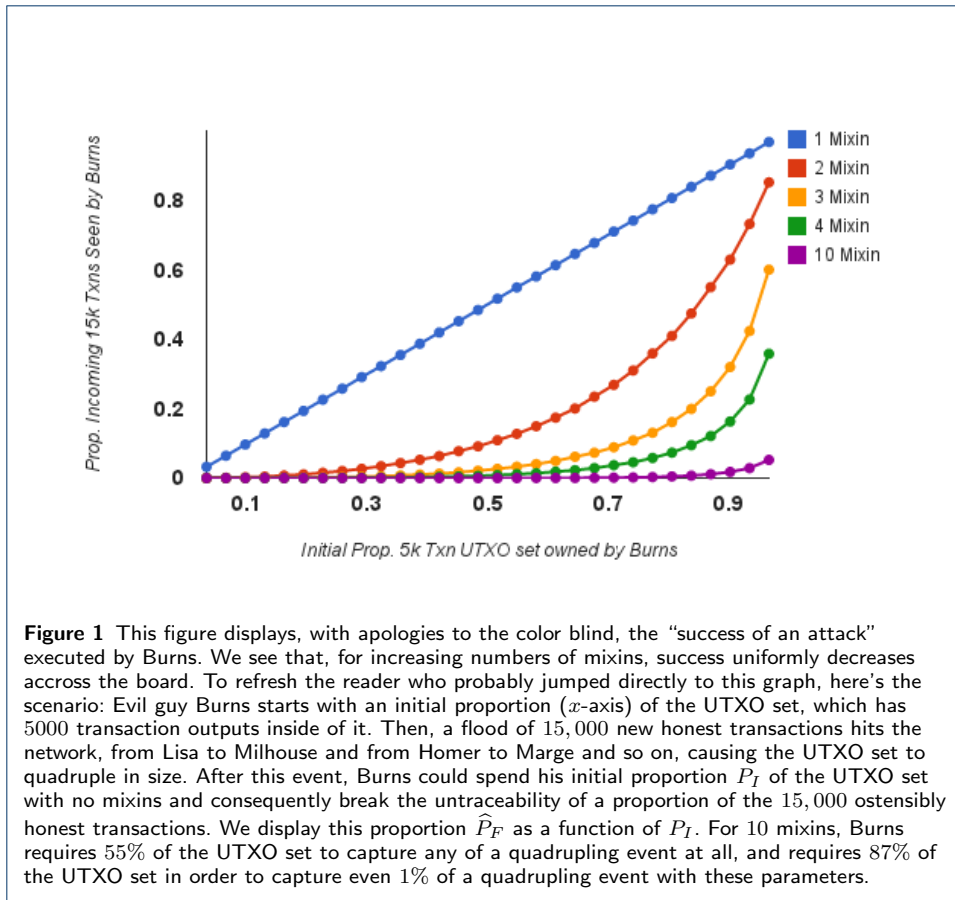 Prop. Incoming 15k Txns Seen by Burns
0.8
0.6
0.4
0.2
0
0.1 0.3 0.5 0.7 0.9
Initial Prop. 5k Txn UTXO set owned by Burns
1 Mixin
2 Mixin
3 Mixin
4 Mixin
10 Mixin
Figure 1 This figure displays, with apologies to the color blind, the “success of an attack”
executed by Burns. We see that, for increasing numbers of mixins, success uniformly decreases
accross the board. To refresh the reader who probably jumped directly to this graph, here's the
scenario: Evil guy Burns starts with an initial proportion (x-axis) of the UTXO set, which has
5000 transaction outputs inside of it. Then, a flood of 15,000 new honest transactions hits the
network, from Lisa to Milhouse and from Homer to Marge and so on, causing the UTXO set to
quadruple in size. After this event, Burns could spend his initial proportion P_I of the UTXO set
with no mixins and consequently break the untraceability of a proportion of the 15,000 ostensibly
honest transactions. We display this proportion P̂_F as a function of P_I. For 10 mixins, Burns
requires 55% of the UTXO set to capture any of a quadrupling event at all, and requires 87% of
the UTXO set in order to capture even 1% of a quadrupling event with these parameters.